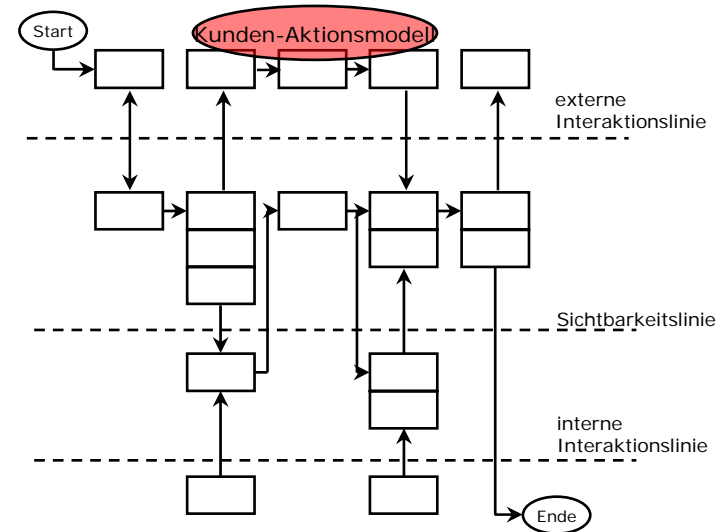 Start
Kunden-Aktionsmodell
externe
Interaktionslinie
Sichtbarkeitslinie
interne
Interaktionslinie
Ende